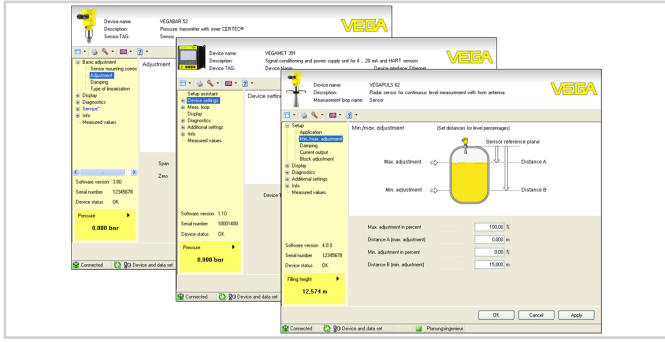 Device name: VEGABAR 52
Description: Pressure transmitter with inner CERTEC®
Sensor TAG: Sensor
VEGA
Basic adjustment
Sensor mounting correc
Adjustment
Damping
Type of linearization
Display
Diagnostics
Service*
Info
Measured values
Adjustment
Span
Zero
Software version 3.80
Serial number 12345678
Device status OK
Pressure
0,000 bar
Connected
Device and data set
Device name: VEGAMET 391
Description: Signal conditioning and power supply unit for 4 .. 20 mA and HART sensors
Device TAG: Device Name
Device interface: Ethernet
VEGA
Setup assistant
Device settings
Meas. loop
Display
Diagnostics
Additional settings
Info
Measured values
Device settin
Device T
Software version 1.10
Serial number 10001400
Device status OK
Pressure
0,000 bar
Connected
Device and data set
Device name: VEGAPULS 62
Description: Radar sensor for continuous level measurement with horn antenna
Measurement loop name: Sensor
VEGA
Setup
Application
Min./max. adjustment
Damping
Current output
Block adjustment
Display
Diagnostics
Additional settings
Info
Measured values
Min./max. adjustment
(Set distances for level percentages)
Sensor reference plane
Max. adjustment
Distance A
Min. adjustment
Distance B
Max. adjustment in percent 100,00 %
Distance A (max. adjustment) 0,000 m
Min. adjustment in percent 0,00 %
Distance B (min. adjustment) 15,000 m
Software version 4.0.0
Serial number 12345678
Device status OK
Filling height
12,574 m
OK Cancel Apply
Connected
Device and data set
Planungsingenieur